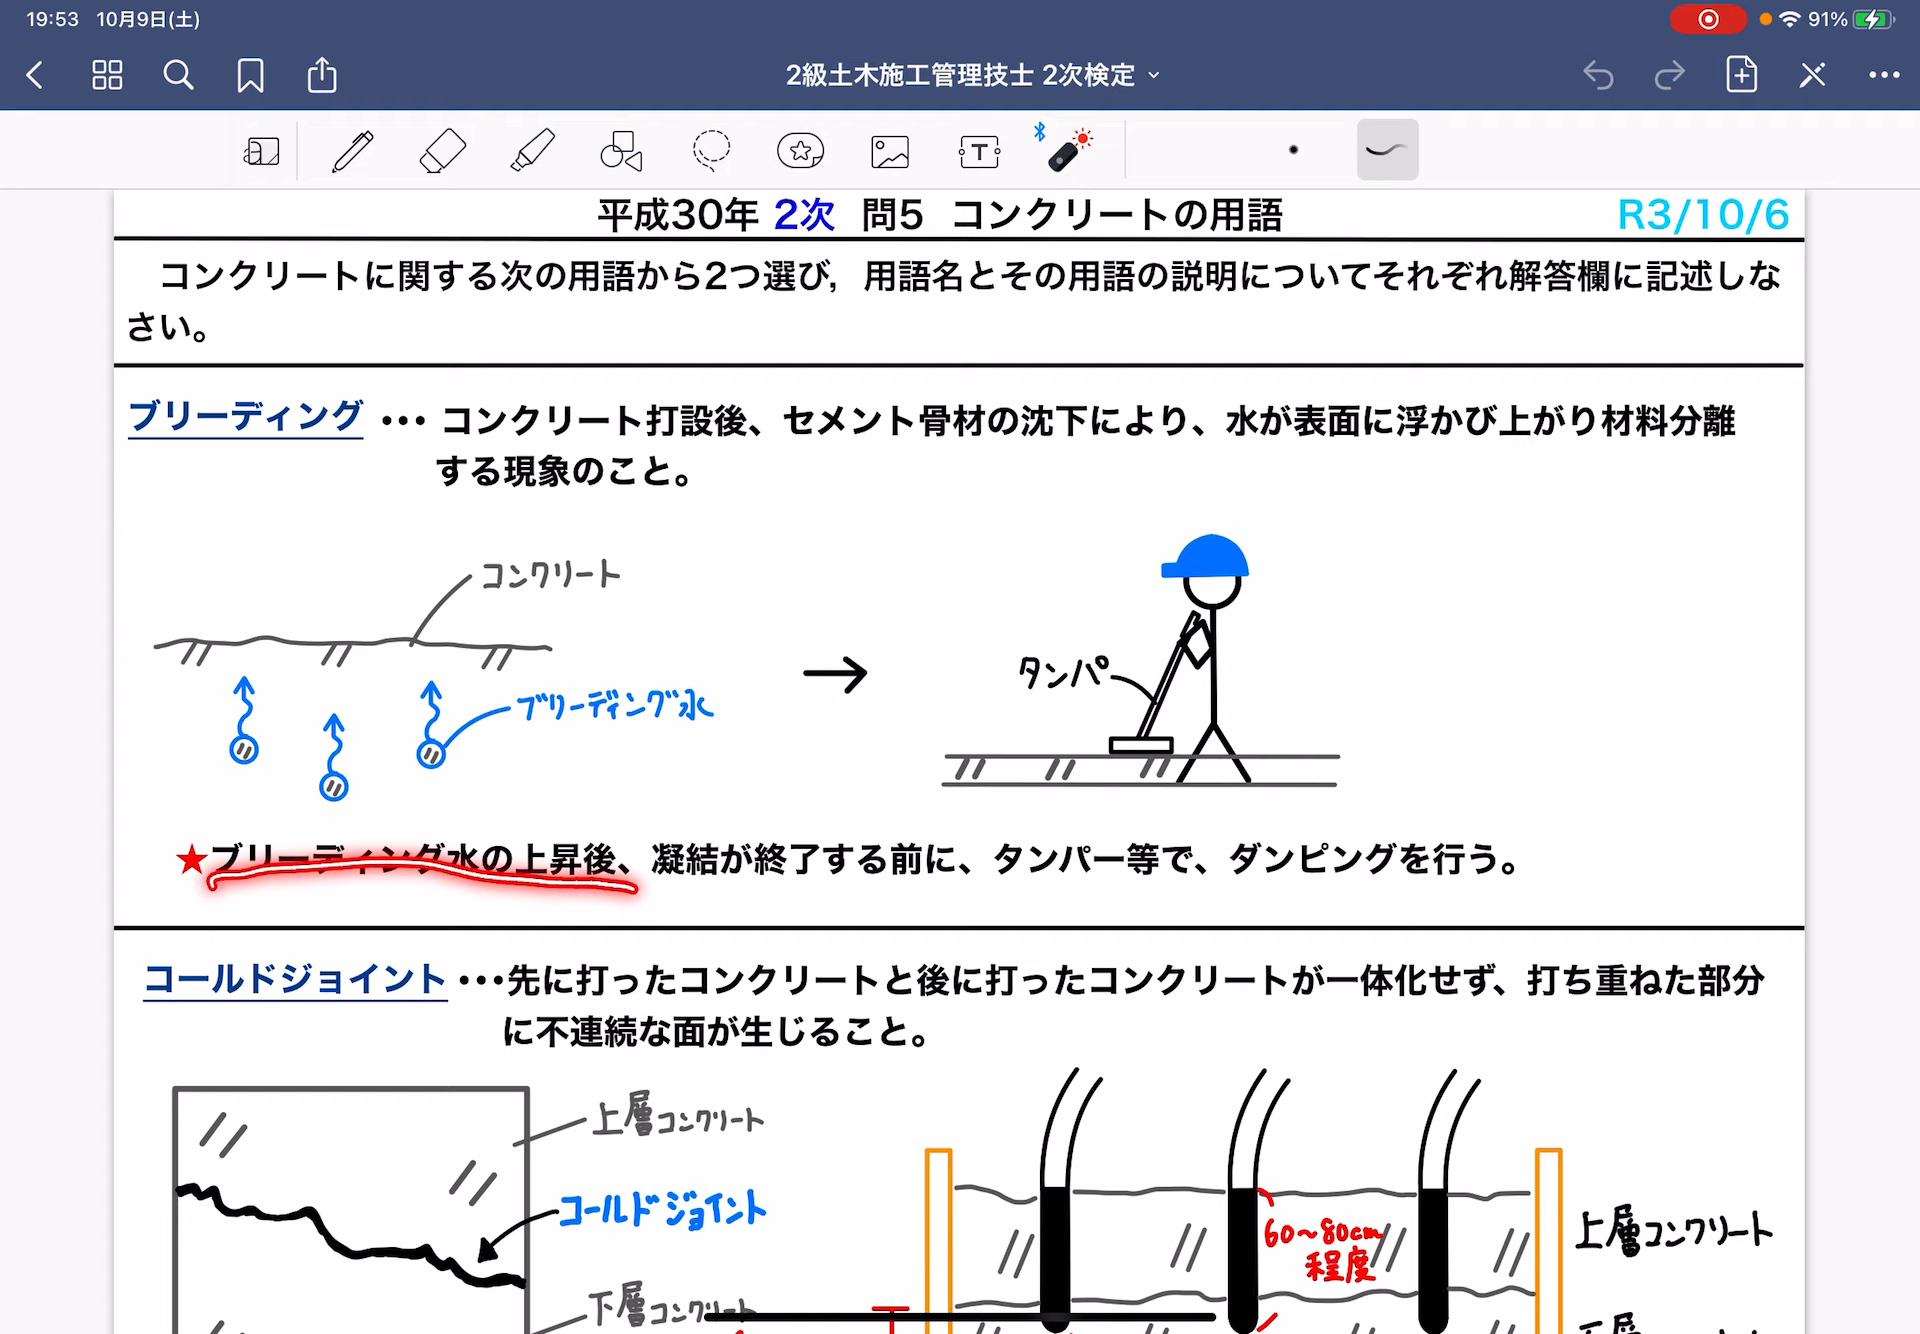 19:53 10月9日(土)
91%
2級土木施工管理技士 2次検定
平成30年 2次 問5 コンクリートの用語
R3/10/6
コンクリートに関する次の用語から2つ選び，用語名とその用語の説明についてそれぞれ解答欄に記述しな
さい。
ブリーディング ･･･ コンクリート打設後、セメント骨材の沈下により、水が表面に浮かび上がり材料分離
する現象のこと。
コンクリート
ブリーディング水
→
タンパ
★ブリーディング水の上昇後、凝結が終了する前に、タンパー等で、ダンピングを行う。
コールドジョイント ･･･先に打ったコンクリートと後に打ったコンクリートが一体化せず、打ち重ねた部分
に不連続な面が生じること。
上層コンクリート
コールドジョイント
下層コンクリート
60〜80cm
程度
上層コンクリート